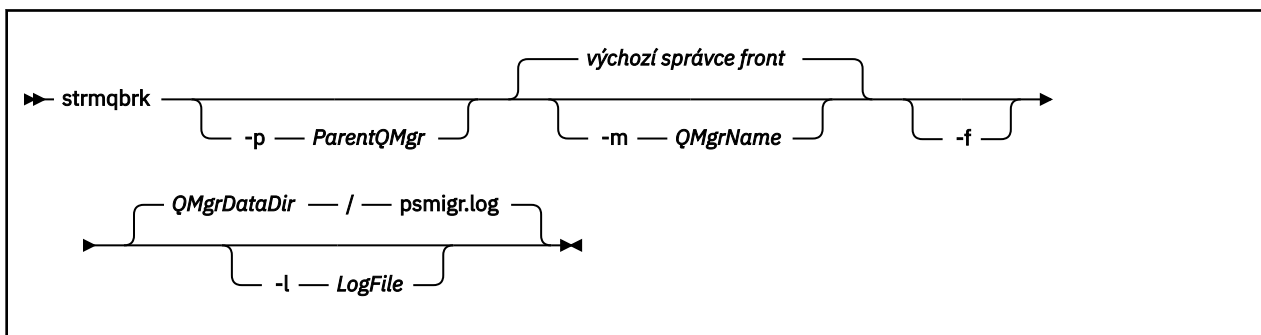 výchozí správce front
strmqbrk
-p ParentQMgr
-m QMgrName
-f
QMgrDataDir / psmigr.log
-l LogFile